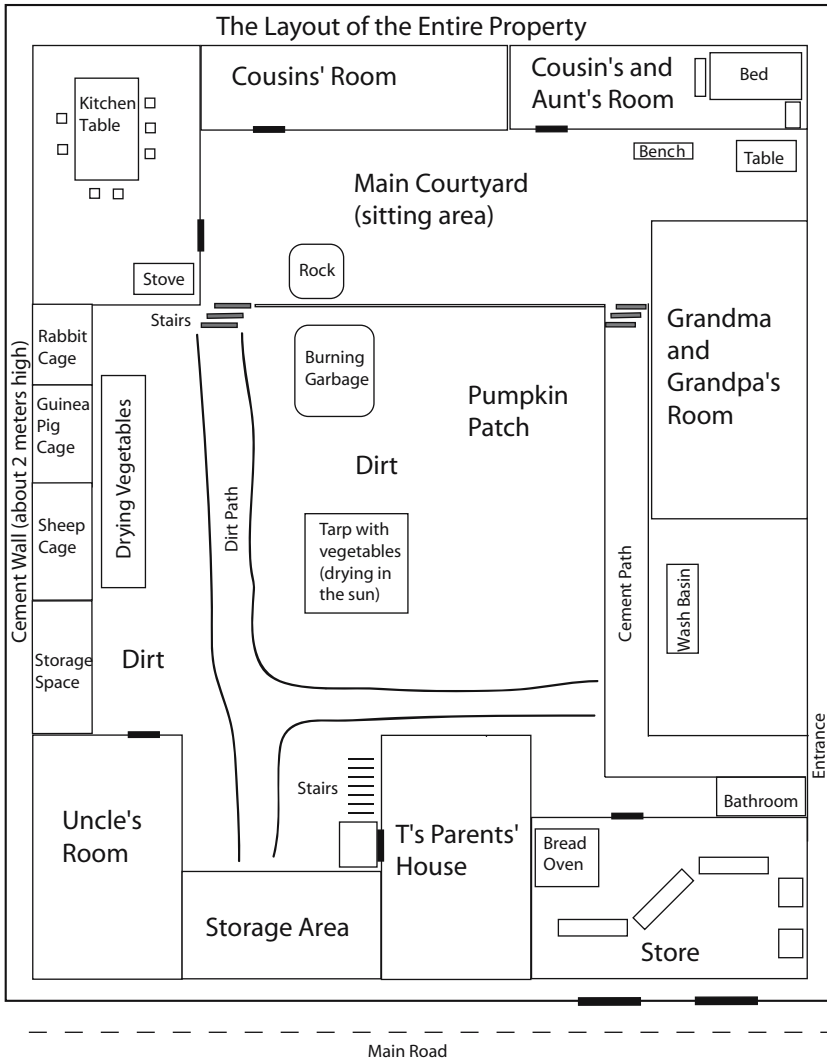 The Layout of the Entire Property
Kitchen
Table
Cousins' Room
Cousin's and
Aunt's Room
Bed
Bench
Table
Main Courtyard
(sitting area)
Stove
Rock
Stairs
Rabbit
Cage
Guinea
Pig
Cage
Sheep
Cage
Storage
Space
Cement Wall (about 2 meters high)
Drying Vegetables
Dirt
Dirt Path
Burning
Garbage
Pumpkin
Patch
Dirt
Tarp with
vegetables
(drying in
the sun)
Cement Path
Grandma
and
Grandpa's
Room
Wash Basin
Entrance
Uncle's
Room
Stairs
T's Parents'
House
Storage Area
Bathroom
Bread
Oven
Store
Main Road